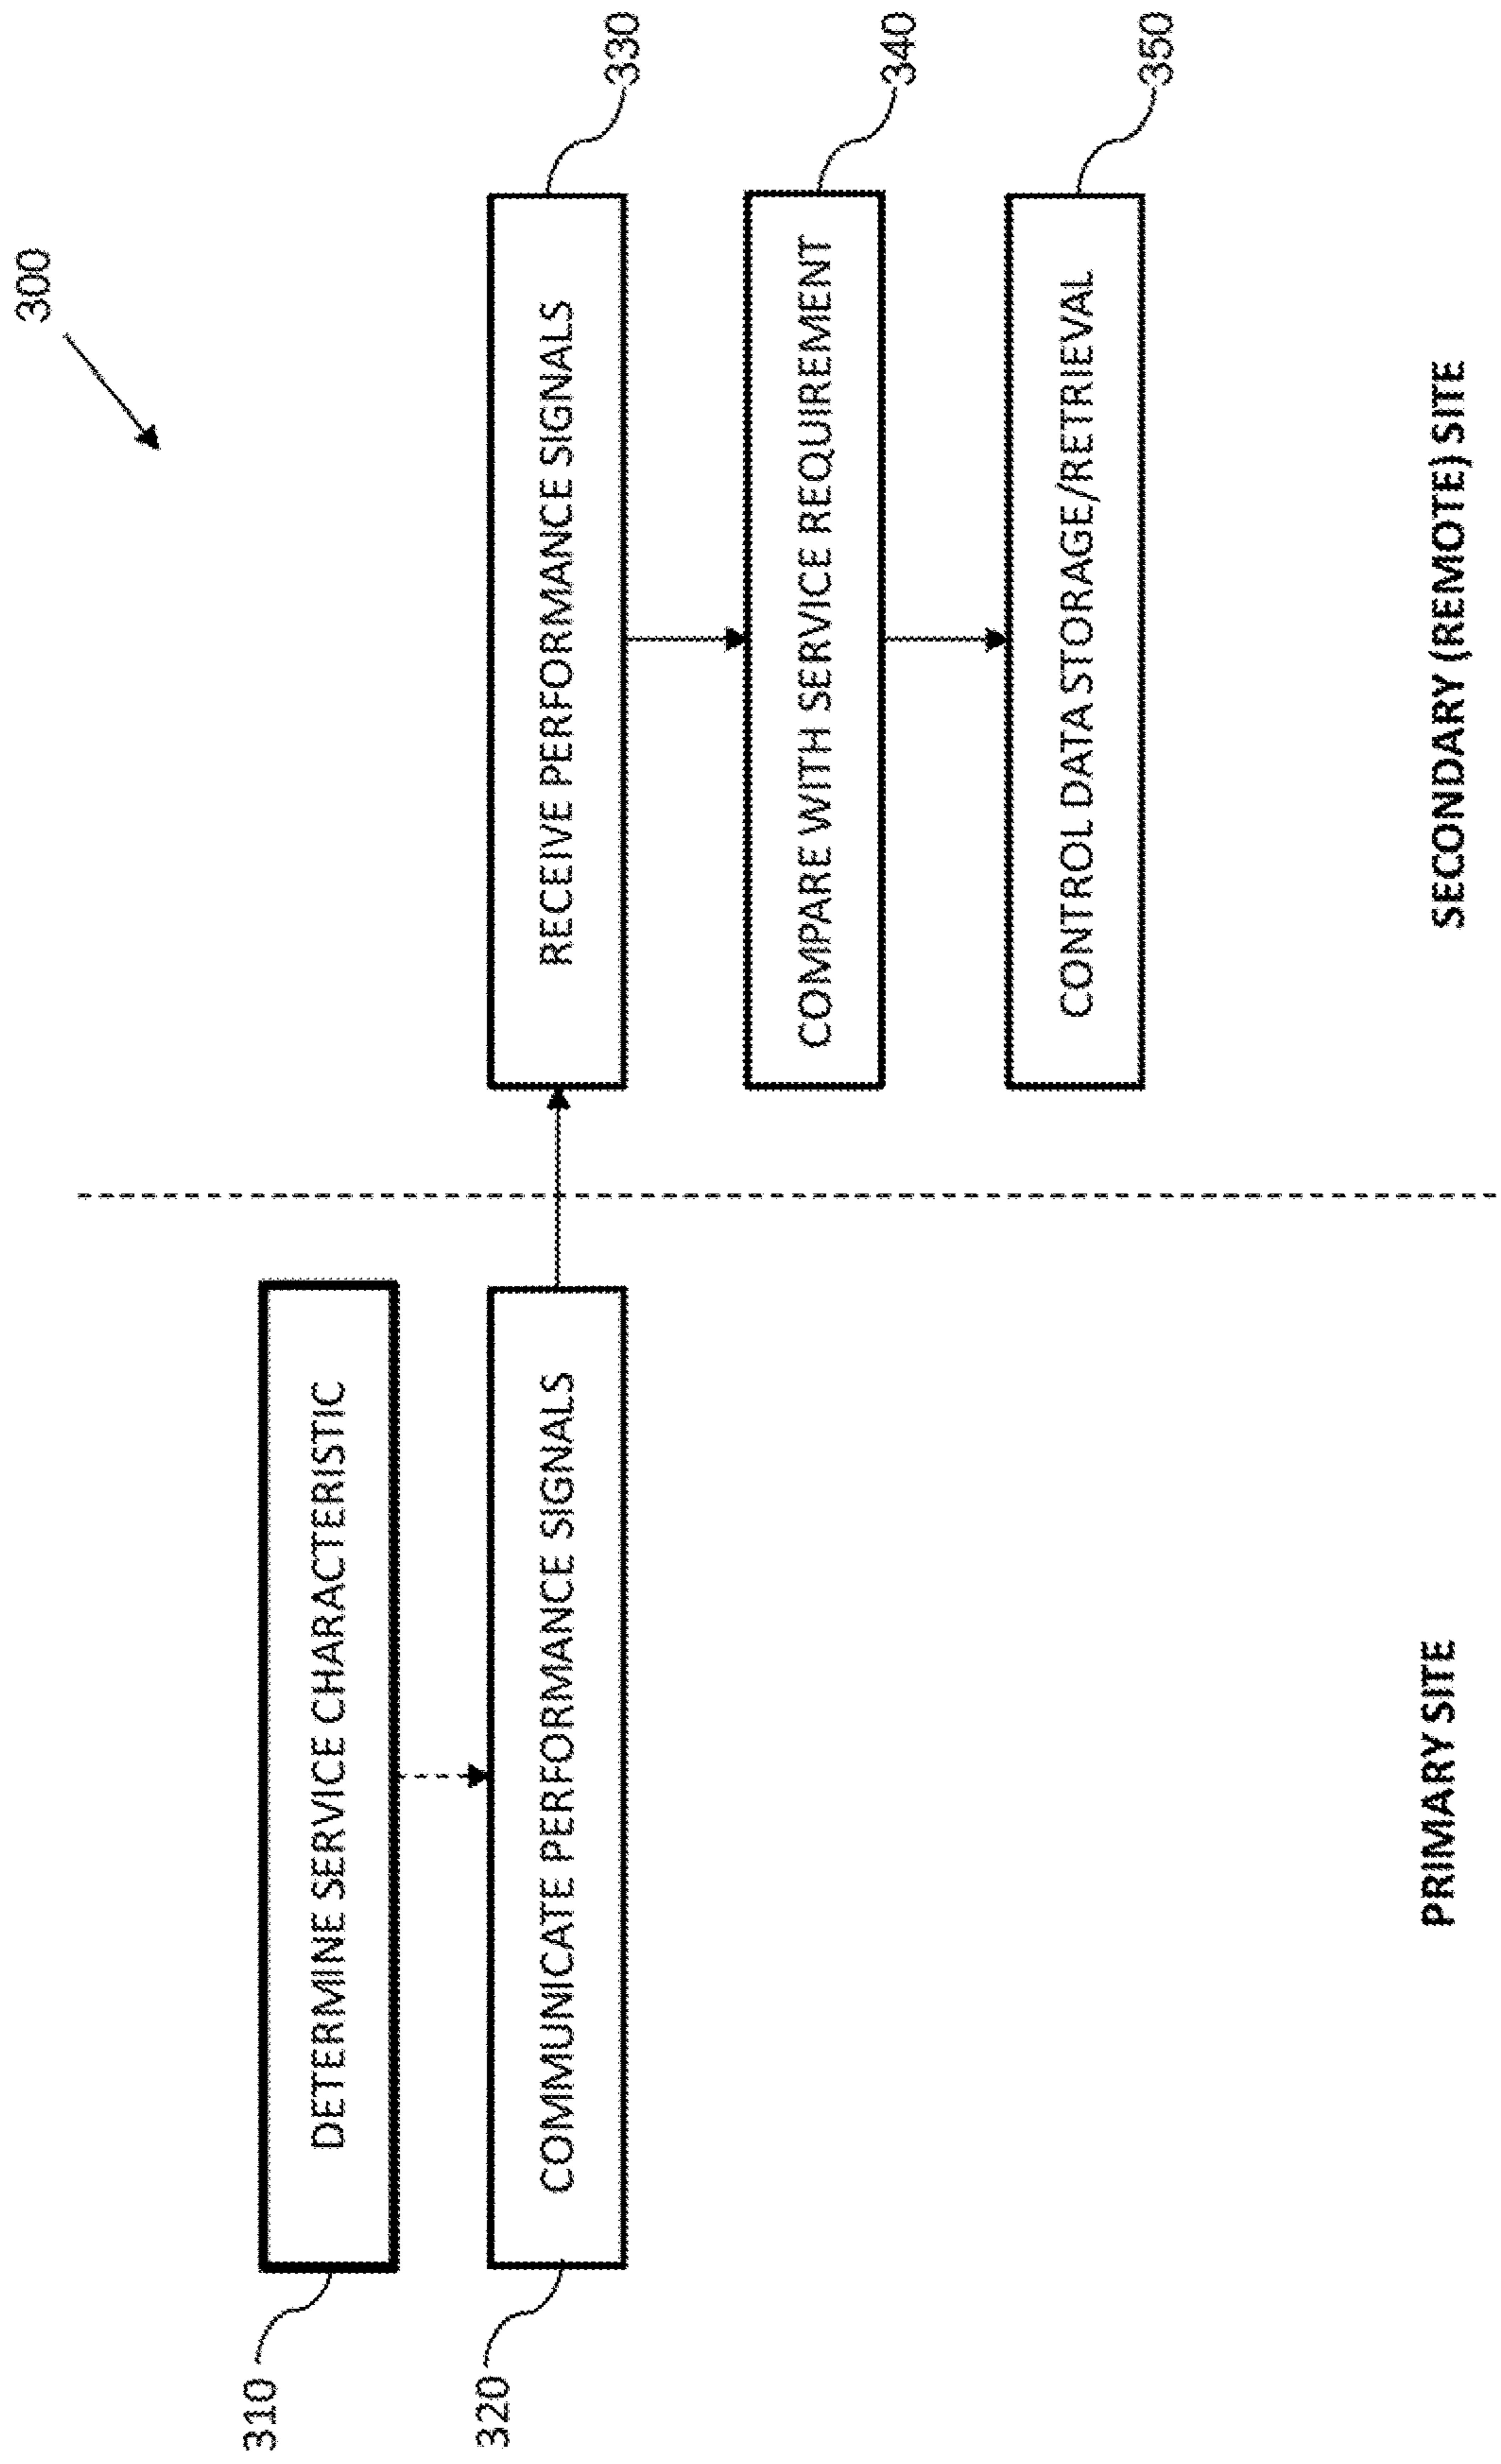 300
310
DETERMINE SERVICE CHARACTERISTIC
320
COMMUNICATE PERFORMANCE SIGNALS
RECEIVE PERFORMANCE SIGNALS
330
COMPARE WITH SERVICE REQUIREMENT
340
CONTROL DATA STORAGE/RETRIEVAL
350
PRIMARY SITE
SECONDARY (REMOTE) SITE